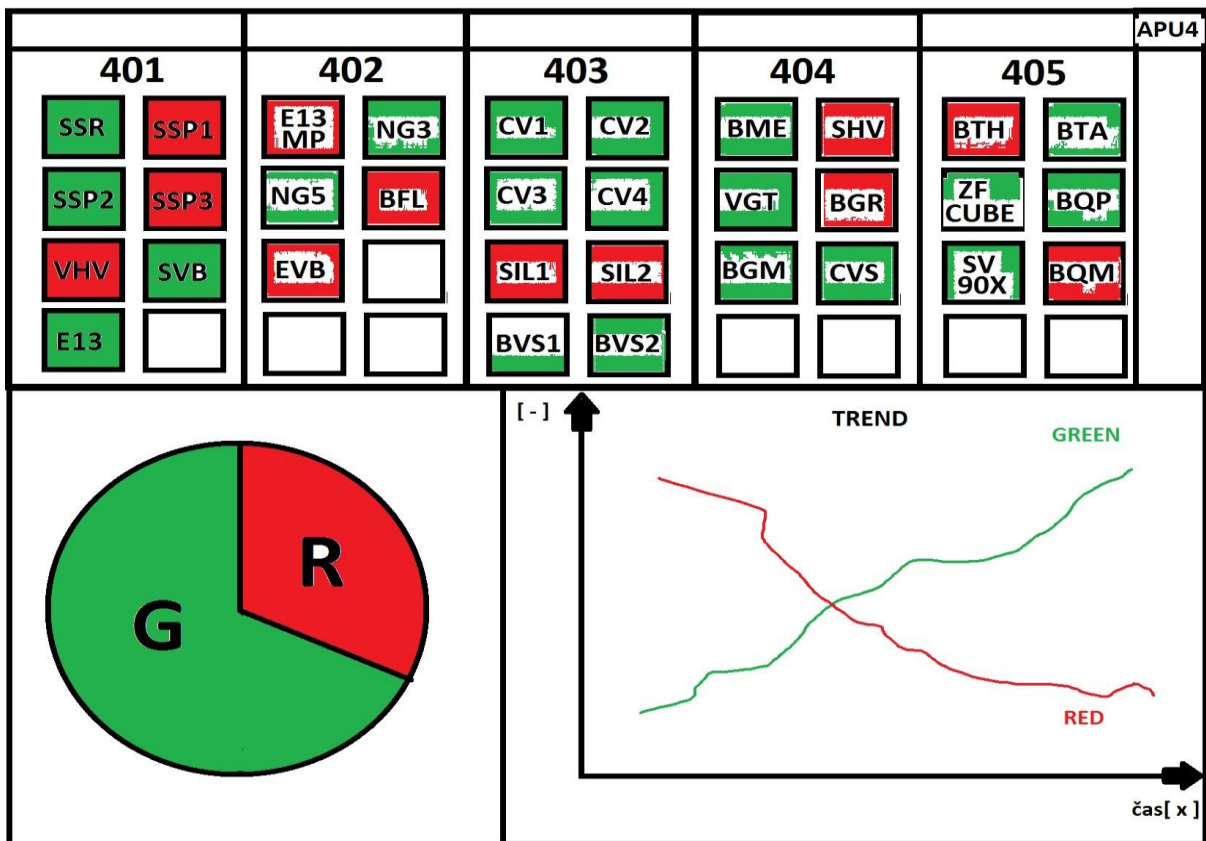 APU4
401 402 403 404 405
SSR SSP1 E13 MP NG3 CV1 CV2 BME SHV BTH BTA
SSP2 SSP3 NG5 BFL CV3 CV4 VGT BGR ZF CUBE BQP
VHV SVB EVB SIL1 SIL2 BGM CVS SV 90X BQM
E13 BVS1 BVS2
G
R
[ - ]
TREND
GREEN
RED
čas[ x ]